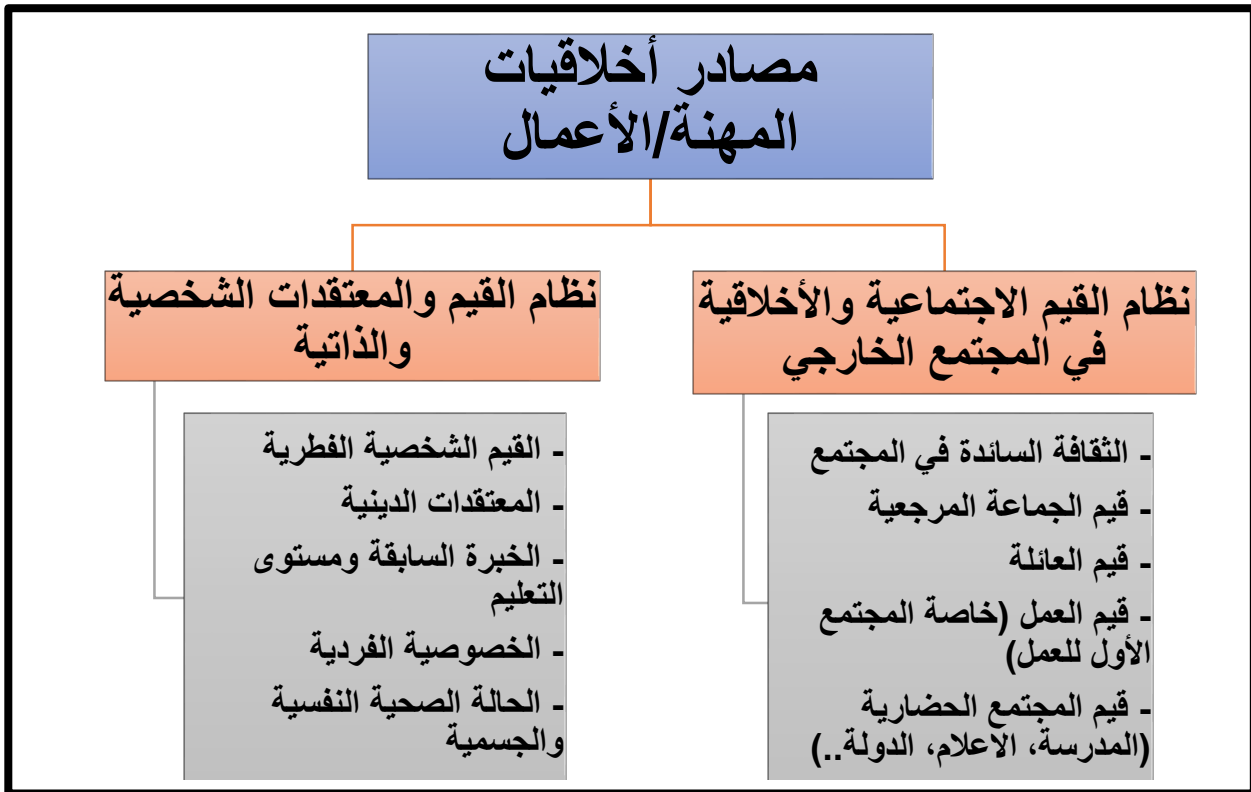 مصادر أخلاقيات
المهنة/الأعمال
نظام القيم الاجتماعية والأخلاقية
في المجتمع الخارجي
- الثقافة السائدة في المجتمع
- قيم الجماعة المرجعية
- قيم العائلة
- قيم العمل (خاصة المجتمع
الأول للعمل)
- قيم المجتمع الحضارية
(المدرسة، الاعلام، الدولة..)
نظام القيم والمعتقدات الشخصية
والذاتية
- القيم الشخصية الفطرية
- المعتقدات الدينية
- الخبرة السابقة ومستوى
التعليم
- الخصوصية الفردية
- الحالة الصحية النفسية
والجسمية